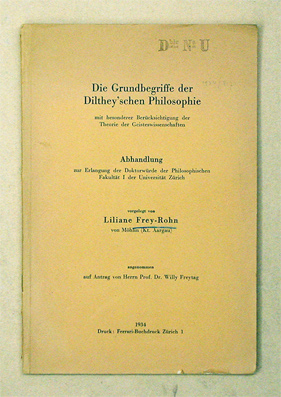 Die Grundbegriffe der
Dilthey'schen Philosophie
mit besonderer Berücksichtigung der
Theorie der Geisteswissenschaften
Abhandlung
zur Erlangung der Doktorwürde der Philosophischen
Fakultät I der Universität Zürich
vorgelegt von
Liliane Frey-Rohn
von Möhlin (Kt. Aargau)
angenommen
auf Antrag von Herrn Prof. Dr. Willy Freytag
1934
Druck: Ferrari-Buchdruck Zürich 3